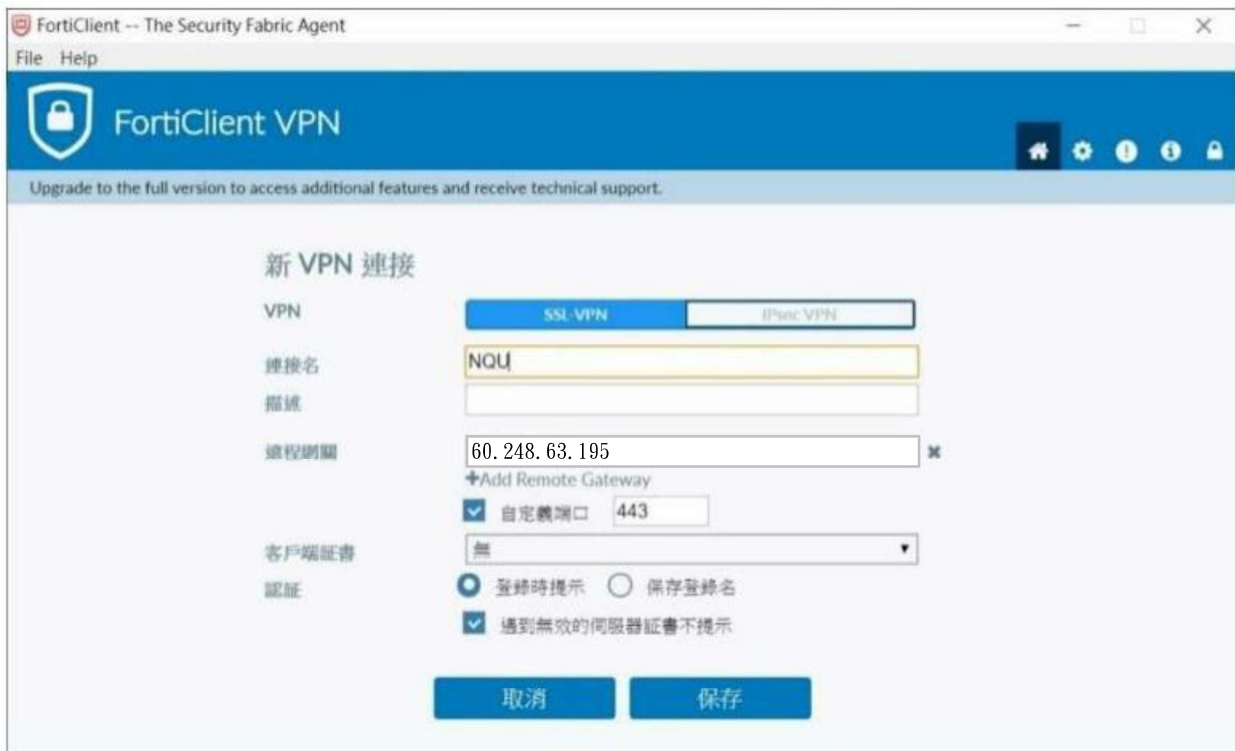 FortiClient -- The Security Fabric Agent
File Help
FortiClient VPN
Upgrade to the full version to access additional features and receive technical support.
新 VPN 連接
VPN SSL-VPN IPsec VPN
連接名 NQU
描述
遠程網關 60.248.63.195
+Add Remote Gateway
自定義端口 443
客戶端証書 無
認証 登錄時提示 保存登錄名
遇到無效的伺服器証書不提示
取消 保存